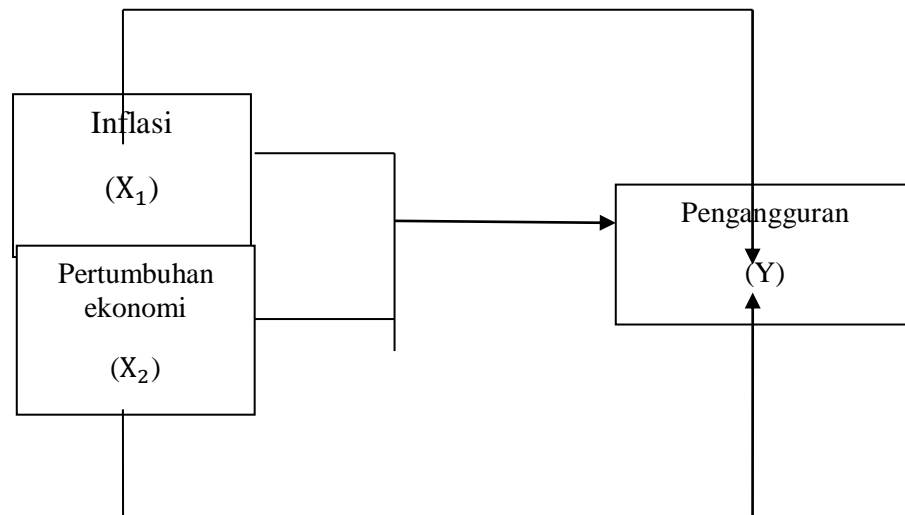 Inflasi
(X₁)
Pertumbuhan
ekonomi
(X₂)
Pengangguran
(Y)